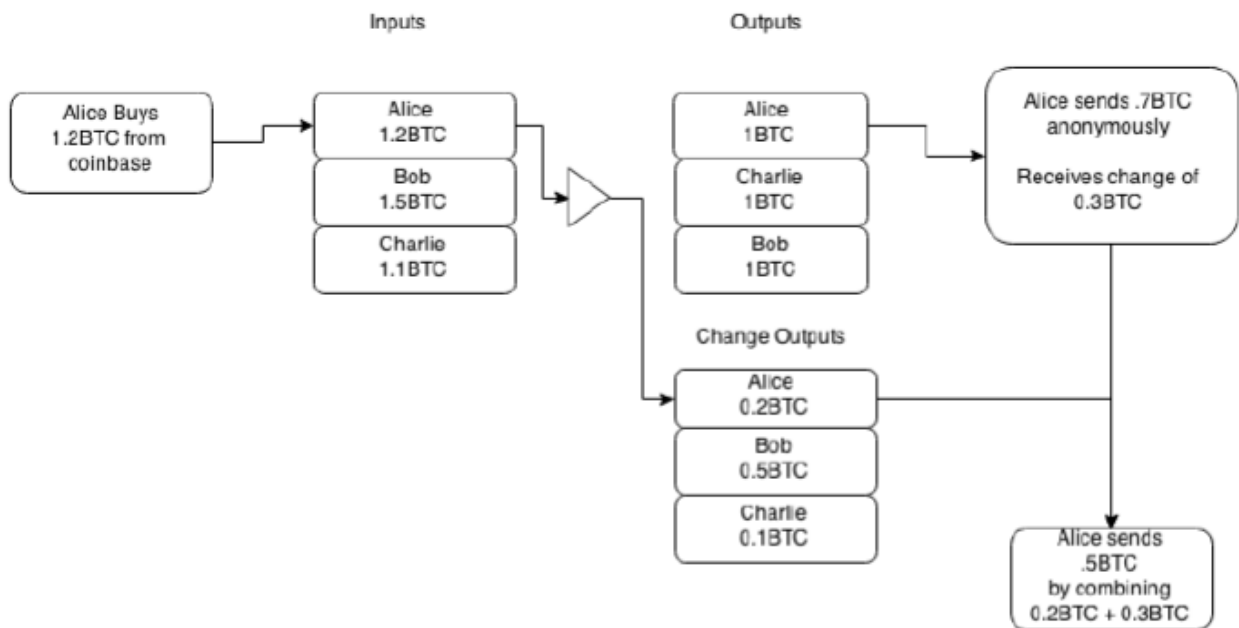 Inputs
Outputs
Alice Buys
1.2BTC from
coinbase
Alice
1.2BTC
Bob
1.5BTC
Charlie
1.1BTC
Alice
1BTC
Charlie
1BTC
Bob
1BTC
Alice sends .7BTC
anonymously
Receives change of
0.3BTC
Change Outputs
Alice
0.2BTC
Bob
0.5BTC
Charlie
0.1BTC
Alice sends
.5BTC
by combining
0.2BTC + 0.3BTC